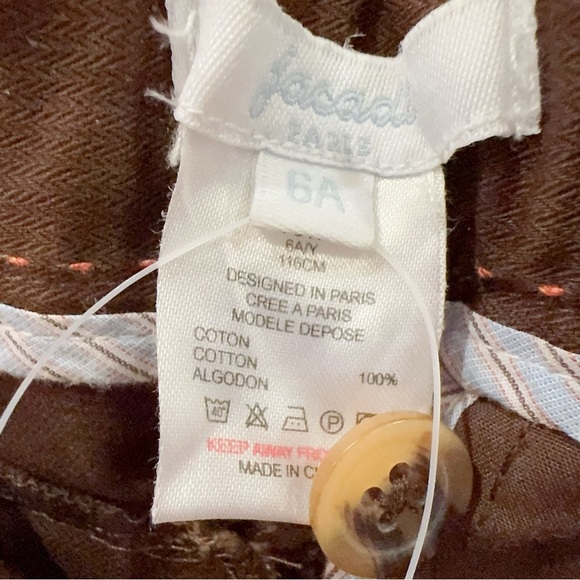 jacadi
PARIS
6A
6A/Y
116CM
DESIGNED IN PARIS
CREE A PARIS
MODELE DEPOSE
COTON
COTTON
ALGODON 100%
40°
P
KEEP AWAY
MADE IN